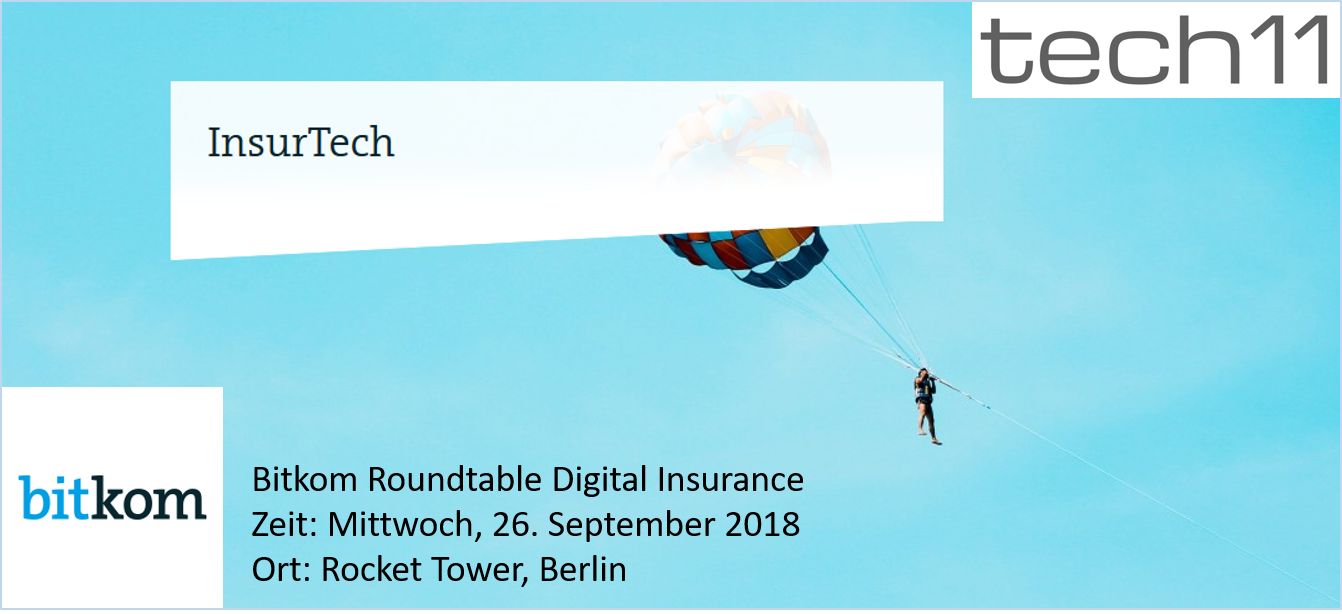 tech11
InsurTech
bitkom
Bitkom Roundtable Digital Insurance
Zeit: Mittwoch, 26. September 2018
Ort: Rocket Tower, Berlin